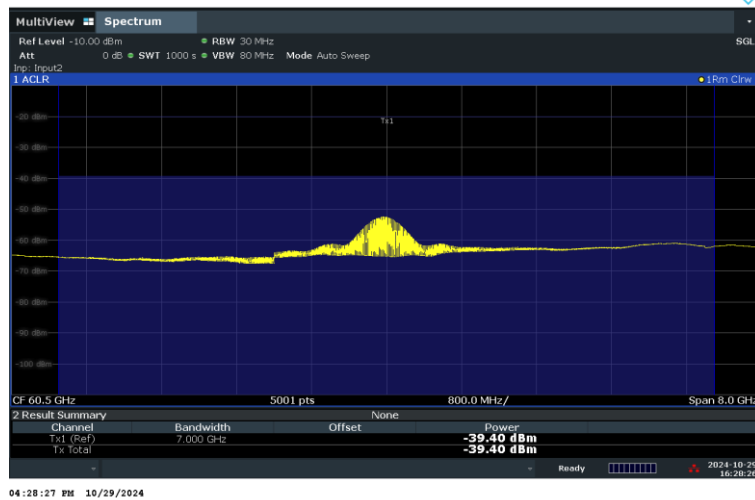 MultiView Spectrum
Ref Level -10.00 dBm RBW 30 MHz SGL
Att 0 dB SWT 1000 s VBW 80 MHz Mode Auto Sweep
Inp: Input2
1 ACLR 1Rm Clrw
Tx1
-20 dBm
-30 dBm
-40 dBm
-50 dBm
-60 dBm
-70 dBm
-80 dBm
-90 dBm
-100 dBm
CF 60.5 GHz 5001 pts 800.0 MHz/ Span 8.0 GHz
2 Result Summary None
Channel Bandwidth Offset Power
Tx1 (Ref) 7.000 GHz -39.40 dBm
Tx Total -39.40 dBm
Ready 2024-10-29
16:28:26
04:28:27 PM 10/29/2024